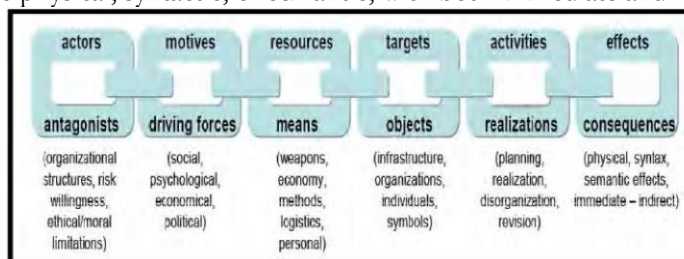 actors motives resources targets activities effects
antagonists driving forces means objects realizations consequences
(organizational structures, risk willingness, ethical/moral limitations)
(social, psychological, economical, political)
(weapons, economy, methods, logistics, personal)
(infrastructure, organizations, individuals, symbols)
(planning, realization, disorganization, revision)
(physical, syntax, semantic effects, immediate – indirect)